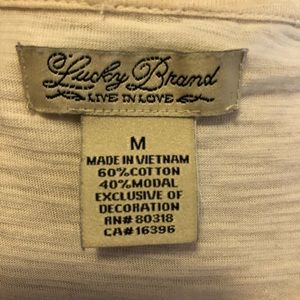 Lucky Brand
LIVE IN LOVE
M
MADE IN VIETNAM
60% COTTON
40% MODAL
EXCLUSIVE OF
DECORATION
RN# 80318
CA# 16396